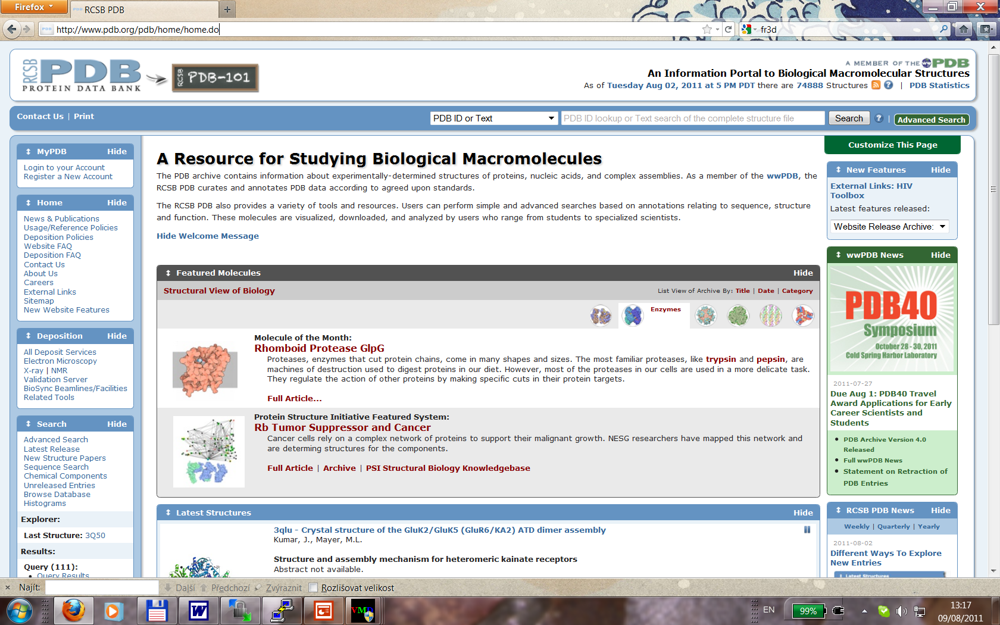 Firefox
RCSB PDB
http://www.pdb.org/pdb/home/home.do
fr3d
RCSB PDB
PROTEIN DATA BANK
RCSB PDB-101
A MEMBER OF THE PDB
An Information Portal to Biological Macromolecular Structures
As of Tuesday Aug 02, 2011 at 5 PM PDT there are 74888 Structures ? | PDB Statistics
Contact Us | Print
PDB ID or Text
PDB ID lookup or Text search of the complete structure file
Search
? |
Advanced Search
MyPDB Hide
Login to your Account
Register a New Account
Home Hide
News & Publications
Usage/Reference Policies
Deposition Policies
Website FAQ
Deposition FAQ
Contact Us
About Us
Careers
External Links
Sitemap
New Website Features
Deposition Hide
All Deposit Services
Electron Microscopy
X-ray | NMR
Validation Server
BioSync Beamlines/Facilities
Related Tools
Search Hide
Advanced Search
Latest Release
New Structure Papers
Sequence Search
Chemical Components
Unreleased Entries
Browse Database
Histograms
Explorer:
Last Structure: 3Q50
Results:
Query (111):
• Query Results
A Resource for Studying Biological Macromolecules
The PDB archive contains information about experimentally-determined structures of proteins, nucleic acids, and complex assemblies. As a member of the wwPDB, the
RCSB PDB curates and annotates PDB data according to agreed upon standards.
The RCSB PDB also provides a variety of tools and resources. Users can perform simple and advanced searches based on annotations relating to sequence, structure
and function. These molecules are visualized, downloaded, and analyzed by users who range from students to specialized scientists.
Hide Welcome Message
Featured Molecules Hide
Structural View of Biology
List View of Archive By: Title | Date | Category
Enzymes
Molecule of the Month:
Rhomboid Protease GlpG
Proteases, enzymes that cut protein chains, come in many shapes and sizes. The most familiar proteases, like trypsin and pepsin, are
machines of destruction used to digest proteins in our diet. However, most of the proteases in our cells are used in a more delicate task.
They regulate the action of other proteins by making specific cuts in their protein targets.
Full Article...
Protein Structure Initiative Featured System:
Rb Tumor Suppressor and Cancer
Cancer cells rely on a complex network of proteins to support their malignant growth. NESG researchers have mapped this network and
are determing structures for the components.
Full Article | Archive | PSI Structural Biology Knowledgebase
Latest Structures Hide
3qlu - Crystal structure of the GluK2/GluK5 (GluR6/KA2) ATD dimer assembly
Kumar, J., Mayer, M.L.
Structure and assembly mechanism for heteromeric kainate receptors
Abstract not available.
Customize This Page
New Features Hide
External Links: HIV
Toolbox
Latest features released:
Website Release Archive:
wwPDB News Hide
PDB40
Symposium
October 28 - 30, 2011
Cold Spring Harbor Laboratory
2011-07-27
Due Aug 1: PDB40 Travel
Award Applications for Early
Career Scientists and
Students
• PDB Archive Version 4.0
Released
• Full wwPDB News
• Statement on Retraction of
PDB Entries
RCSB PDB News Hide
Weekly | Quarterly | Yearly
2011-08-02
Different Ways To Explore
New Entries
Latest Structures
× Najít:
Další
Předchozí
Zvýraznit
Rozlišovat velikost
W
VMD
EN
99%
13:17
09/08/2011